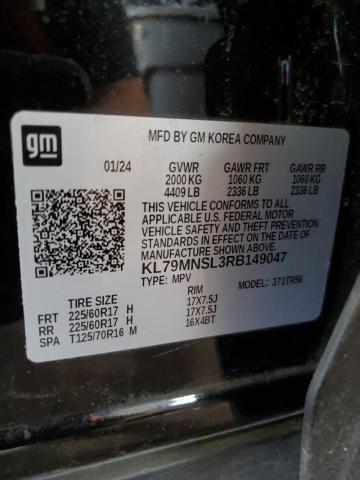 gm
MFD BY GM KOREA COMPANY
01/24 GVWR GAWR FRT GAWR RR
2000 KG 1060 KG 1060 KG
4409 LB 2336 LB 2336 LB
THIS VEHICLE CONFORMS TO ALL
APPLICABLE U.S. FEDERAL MOTOR
VEHICLE SAFETY AND THEFT
PREVENTION STANDARDS IN EFFECT
ON THE DATE OF MANUFACTURE
SHOWN ABOVE.
KL79MNSL3RB149047
TYPE: MPV MODEL: 371TR56
TIRE SIZE RIM
FRT 225/60R17 H 17X7.5J
RR 225/60R17 H 17X7.5J
SPA T125/70R16 M 16X4BT